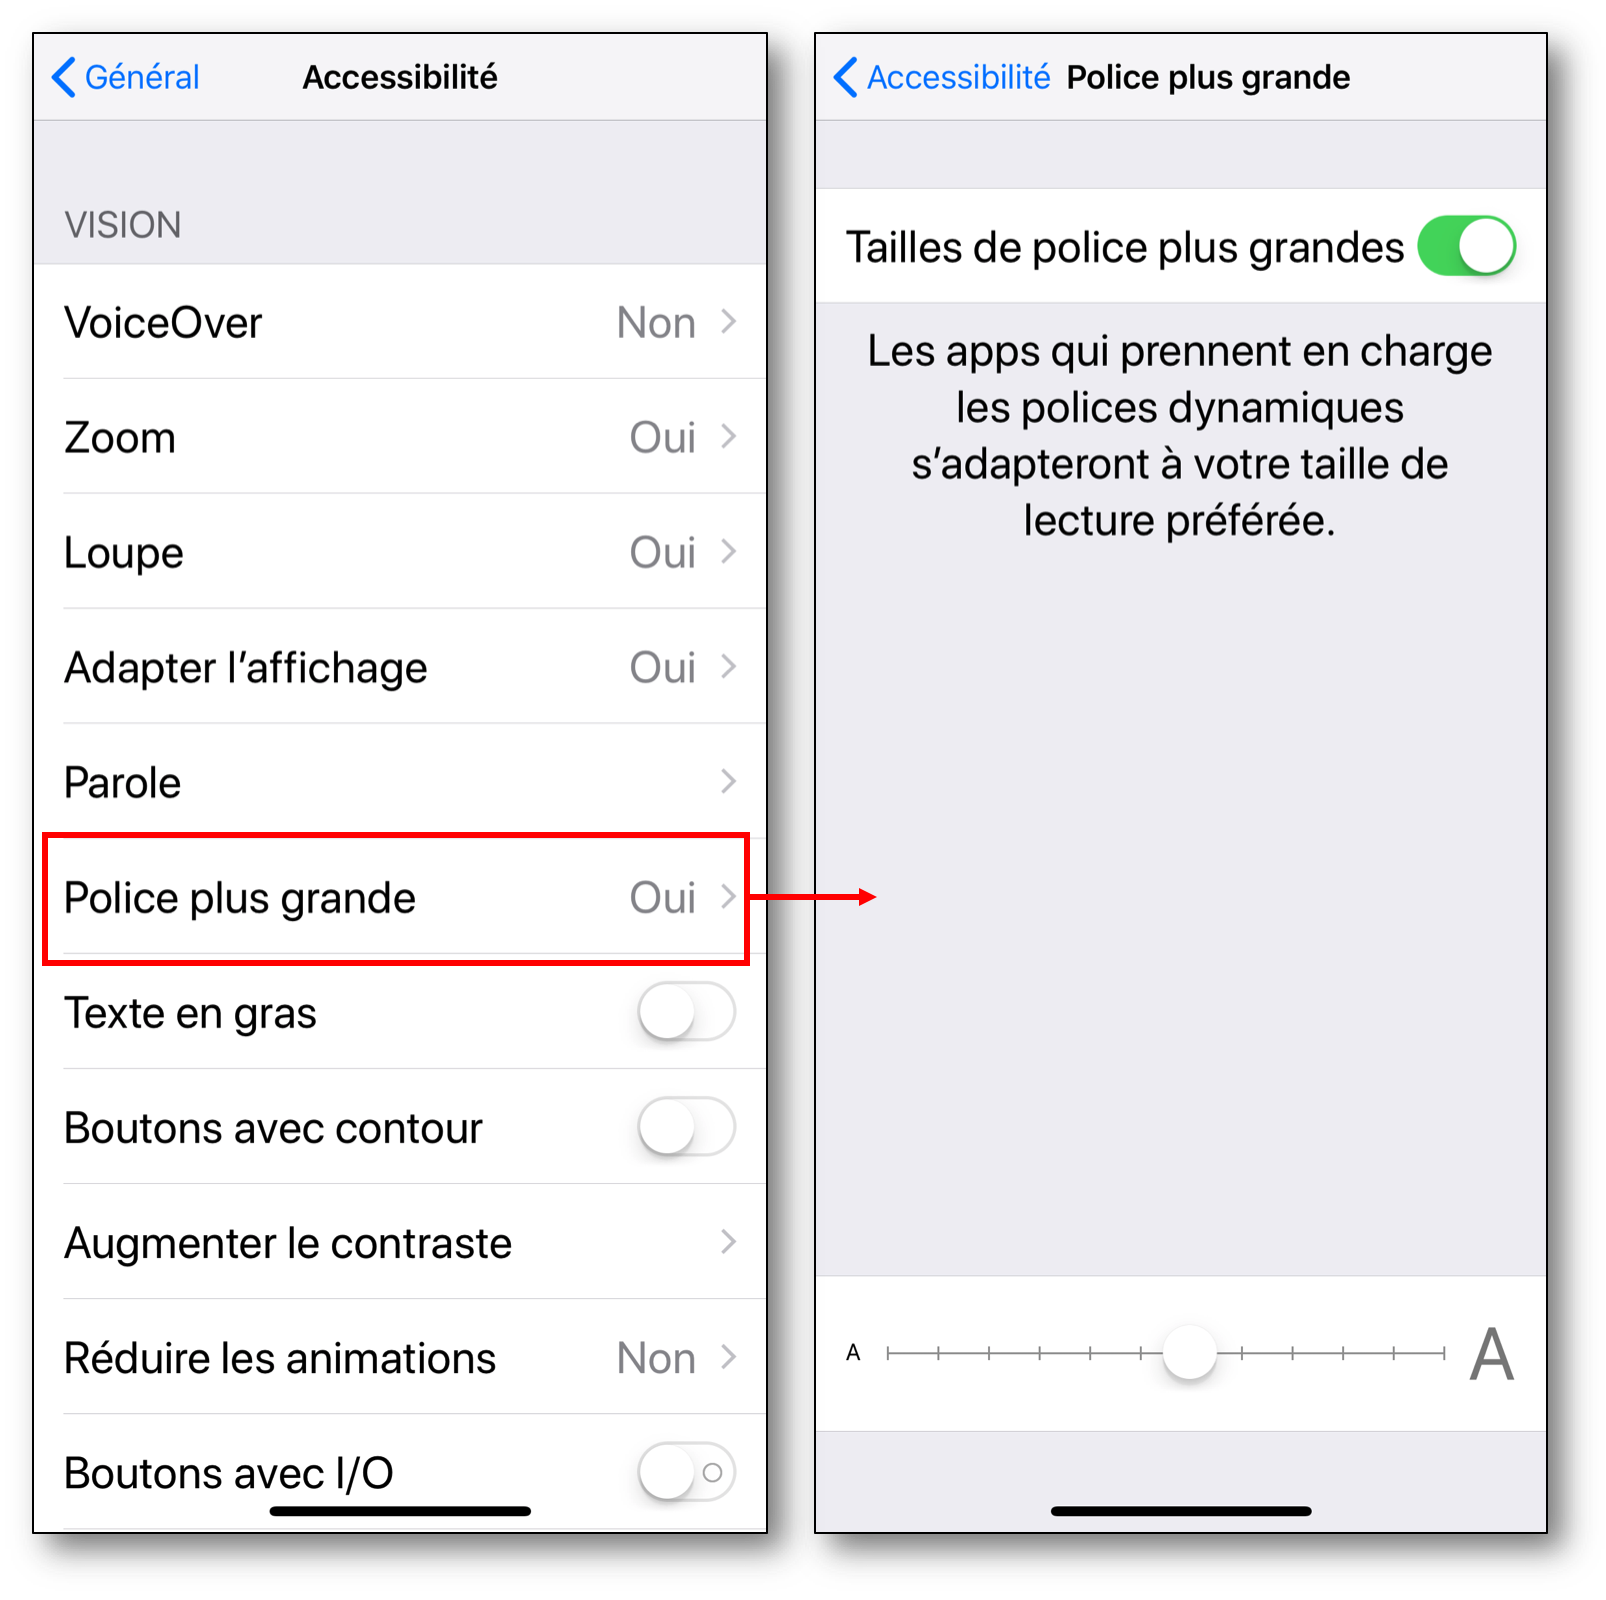 Général
Accessibilité
VISION
VoiceOver Non
Zoom Oui
Loupe Oui
Adapter l’affichage Oui
Parole
Police plus grande Oui
Texte en gras
Boutons avec contour
Augmenter le contraste
Réduire les animations Non
Boutons avec I/O
Accessibilité
Police plus grande
Tailles de police plus grandes
Les apps qui prennent en charge
les polices dynamiques
s’adapteront à votre taille de
lecture préférée.
A A